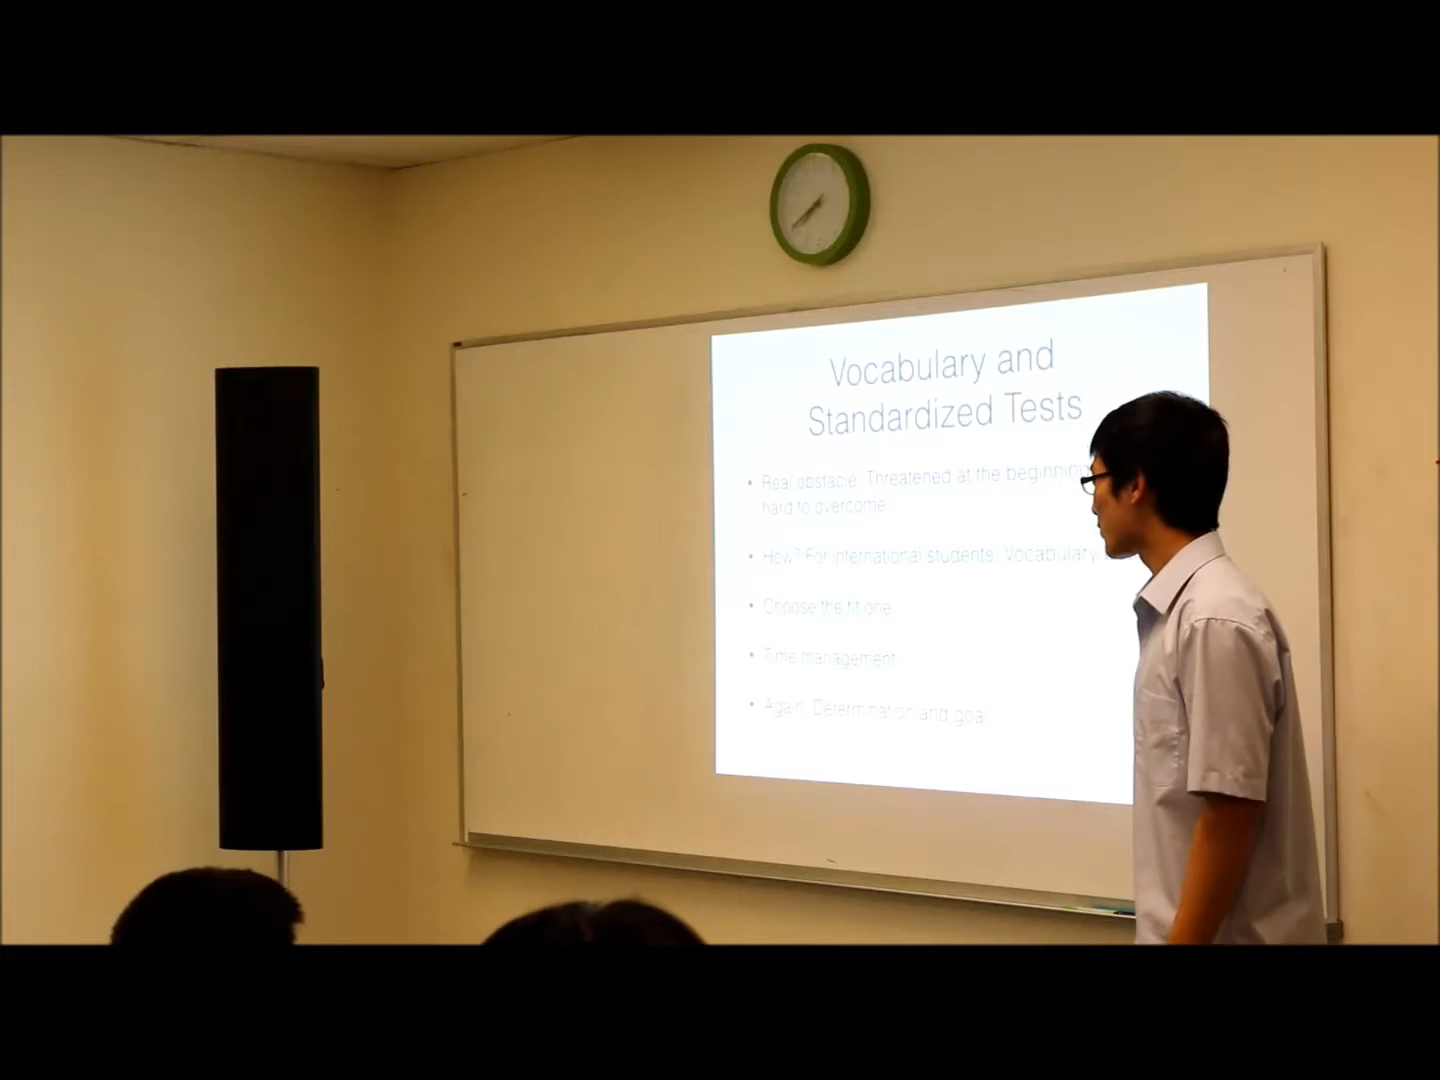 Vocabulary and
Standardized Tests
• Real obstacle: Threatened at the beginning
hard to overcome
• How? For international students: Vocabulary
• Choose the fit one
• Time management
• Again: Determination and goal